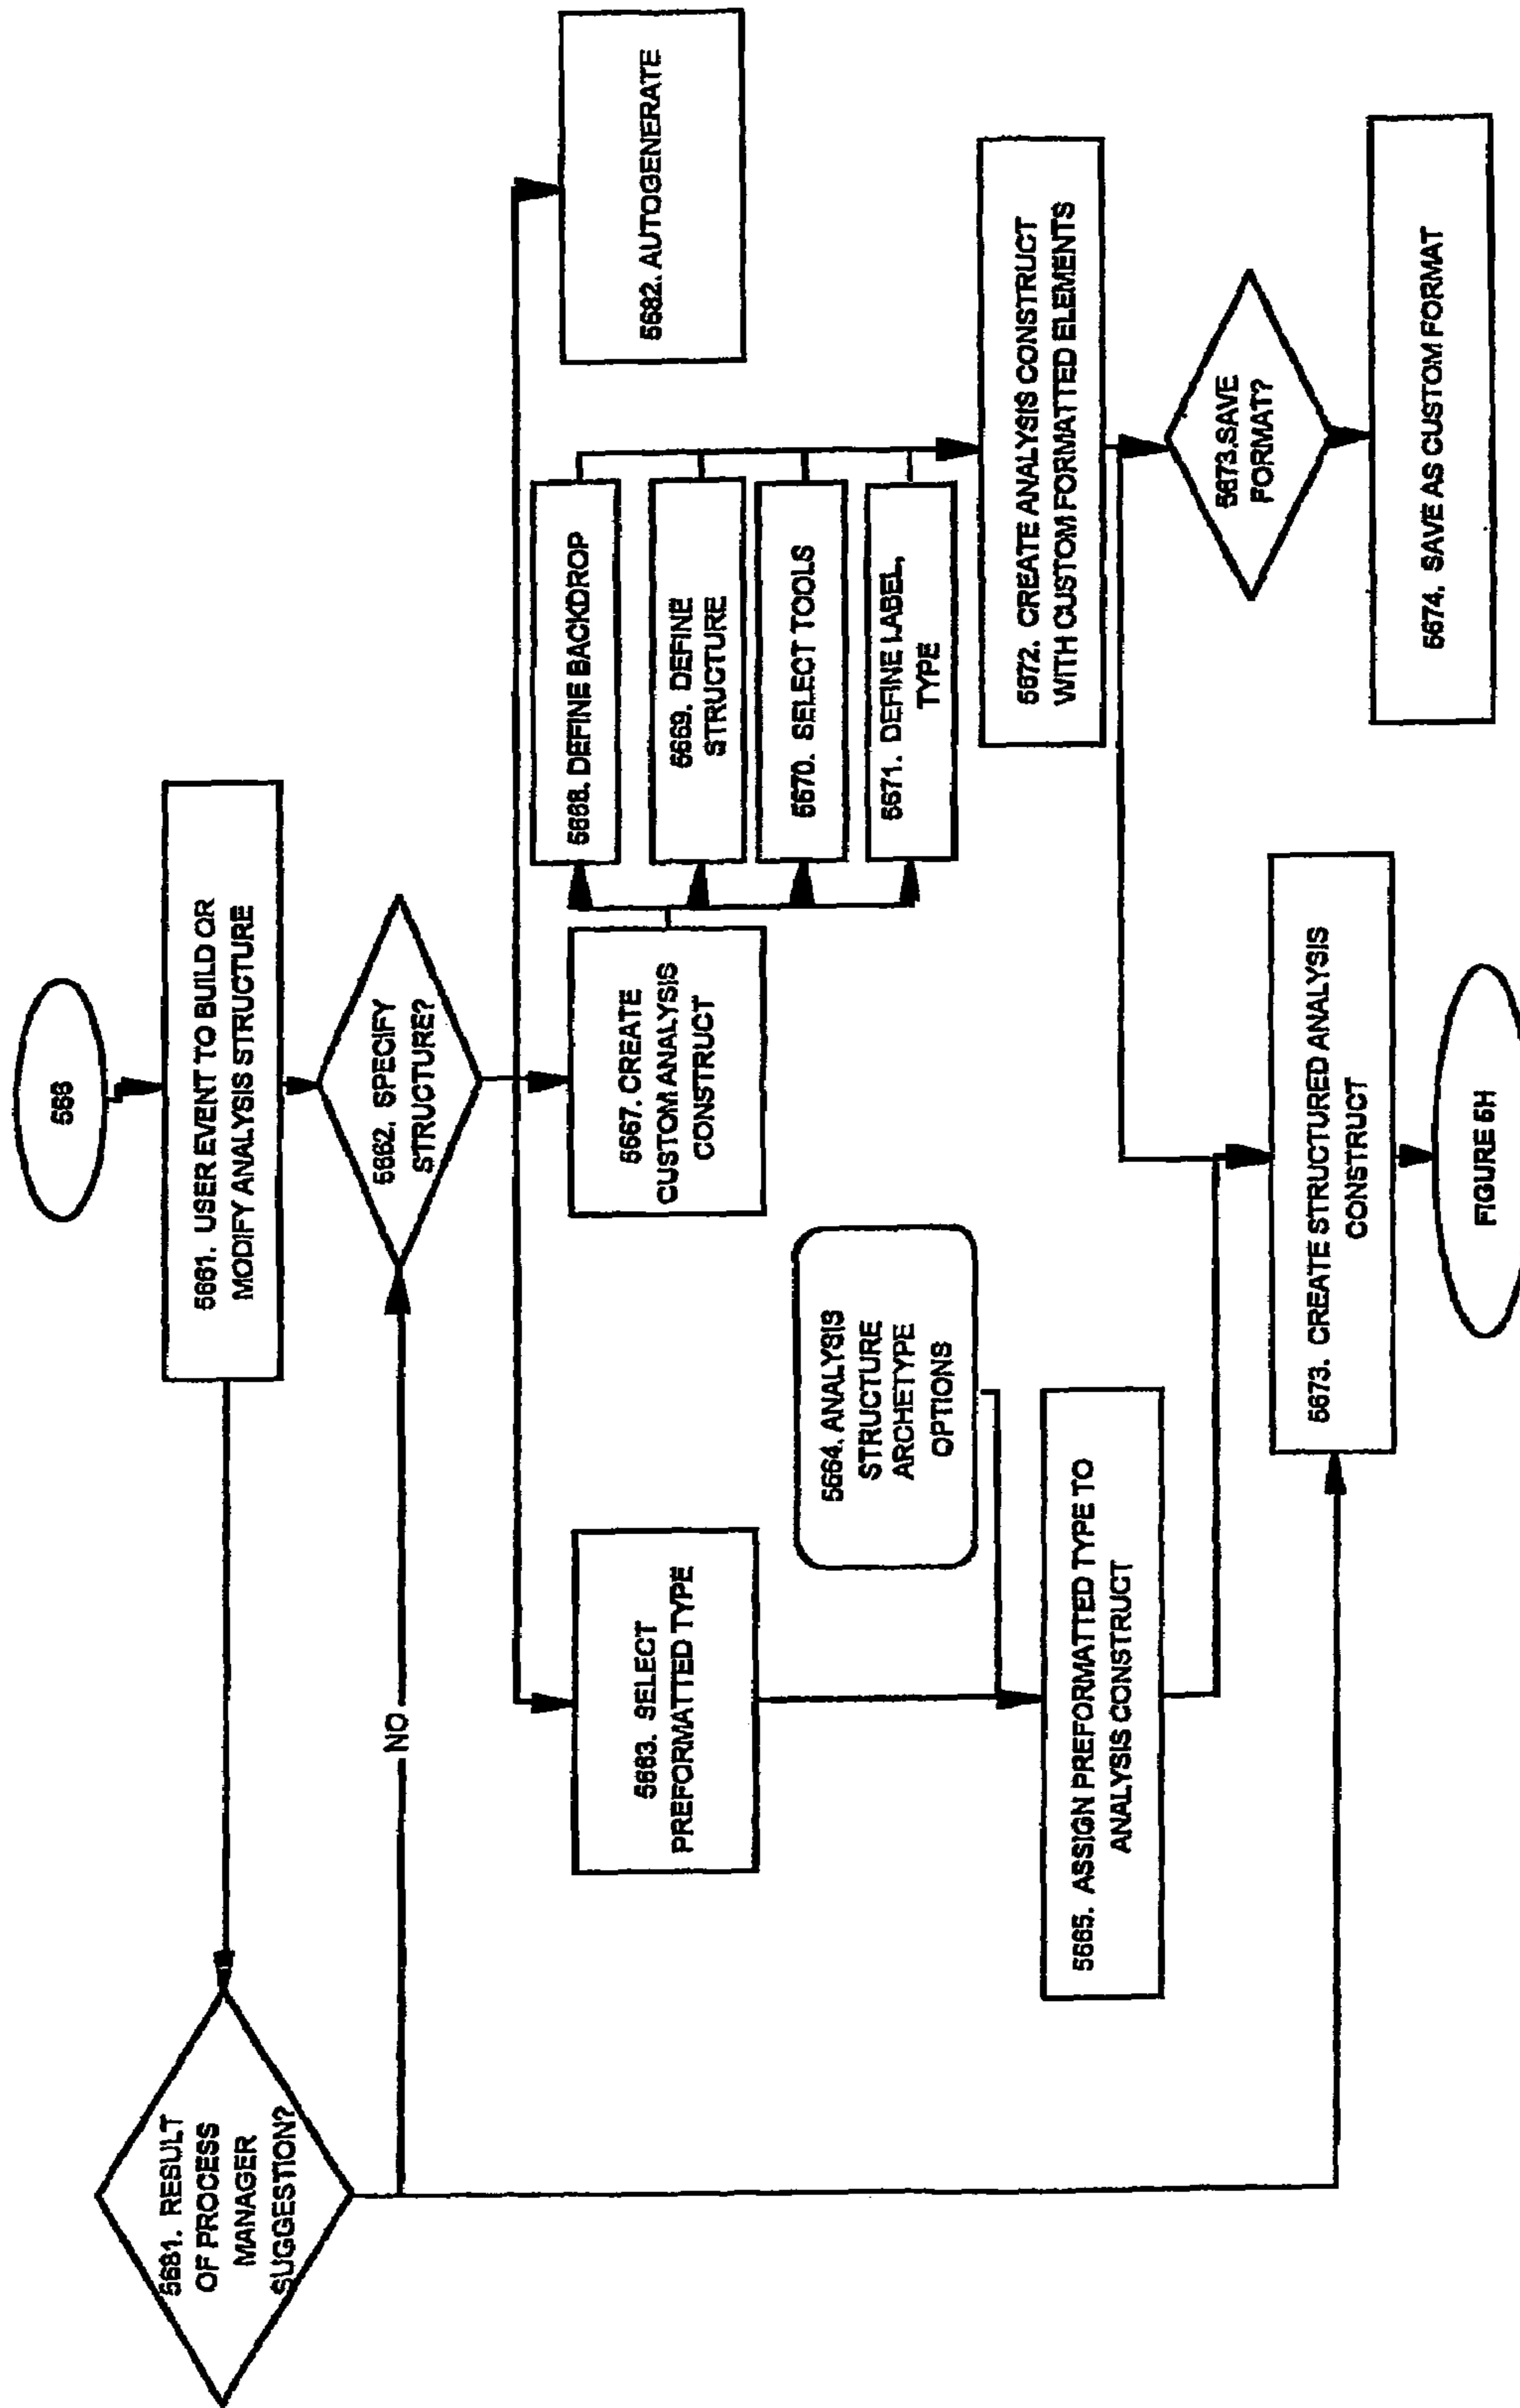 566
5661. USER EVENT TO BUILD OR
MODIFY ANALYSIS STRUCTURE
5681. RESULT
OF PROCESS
MANAGER
SUGGESTION?
5662. SPECIFY
STRUCTURE?
NO
5663. SELECT
PREFORMATTED TYPE
5667. CREATE
CUSTOM ANALYSIS
CONSTRUCT
5668. DEFINE BACKDROP
5669. DEFINE
STRUCTURE
5670. SELECT TOOLS
5671. DEFINE LABEL,
TYPE
5682. AUTOGENERATE
5664. ANALYSIS
STRUCTURE
ARCHETYPE
OPTIONS
5665. ASSIGN PREFORMATTED TYPE TO
ANALYSIS CONSTRUCT
5672. CREATE ANALYSIS CONSTRUCT
WITH CUSTOM FORMATTED ELEMENTS
5673.SAVE
FORMAT?
5673. CREATE STRUCTURED ANALYSIS
CONSTRUCT
5674. SAVE AS CUSTOM FORMAT
FIGURE 5H